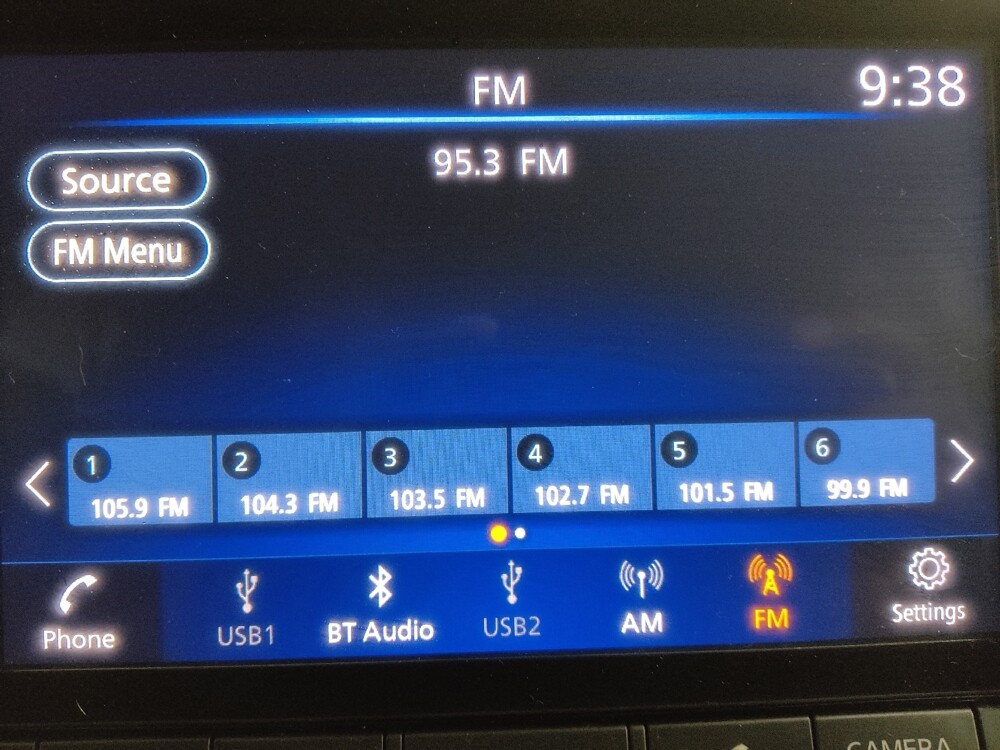 FM
9:38
95.3 FM
Source
FM Menu
1
105.9 FM
2
104.3 FM
3
103.5 FM
4
102.7 FM
5
101.5 FM
6
99.9 FM
Phone
USB1
BT Audio
USB2
AM
FM
Settings
CAMERA